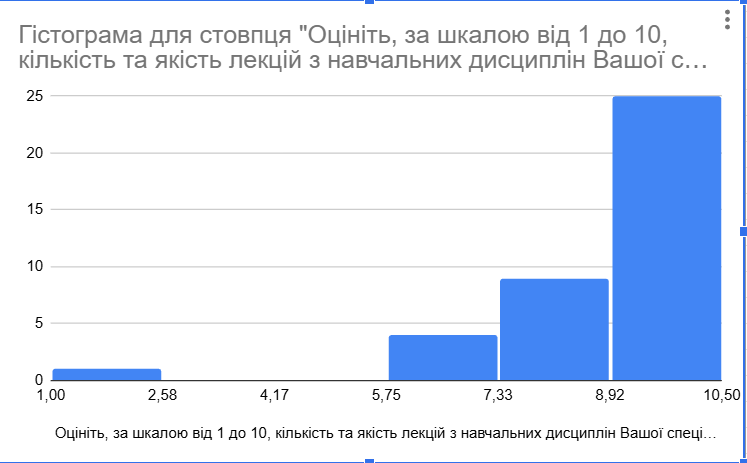 Гістограма для стовпця "Оцініть, за шкалою від 1 до 10,
кількість та якість лекцій з навчальних дисциплін Вашої с…
25
20
15
10
5
0
1,00 2,58 4,17 5,75 7,33 8,92 10,50
Оцініть, за шкалою від 1 до 10, кількість та якість лекцій з навчальних дисциплін Вашої спеці…